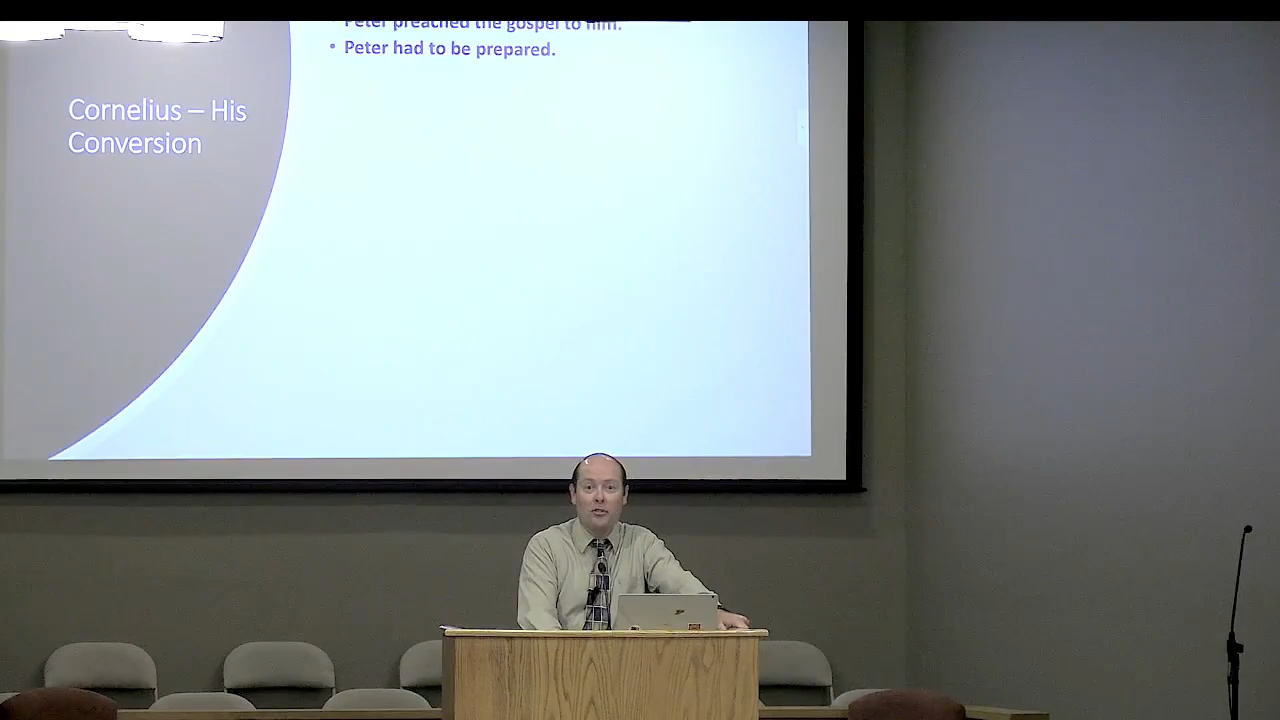 Cornelius – His
Conversion
Peter preached the gospel to him.
• Peter had to be prepared.